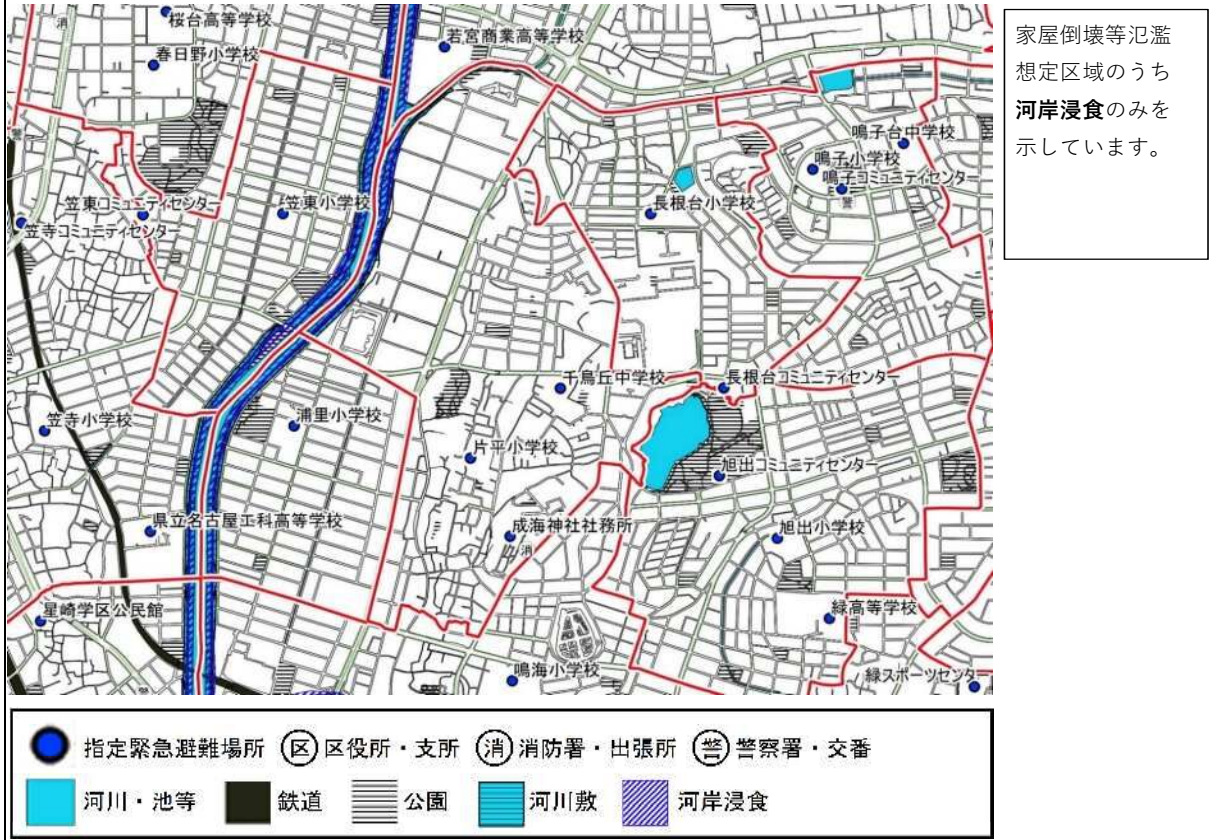 消
桜台高等学校
若宮商業高等学校
春日野小学校
警
鳴子台中学校
鳴子小学校
鳴子コミュニティセンター
警
笠東コミュニティセンター
笠東小学校
長根台小学校
笠寺コミュニティセンター
千鳥丘中学校
長根台コミュニティセンター
笠寺小学校
浦里小学校
片平小学校
旭出コミュニティセンター
県立名古屋工科高等学校
成海神社社務所
消
旭出小学校
星崎学区公民館
緑高等学校
鳴海小学校
緑スポーツセンター
家屋倒壊等氾濫
想定区域のうち
河岸浸食のみを
示しています。
指定緊急避難場所 区 区役所・支所 消 消防署・出張所 警 警察署・交番
河川・池等 鉄道 公園 河川敷 河岸浸食